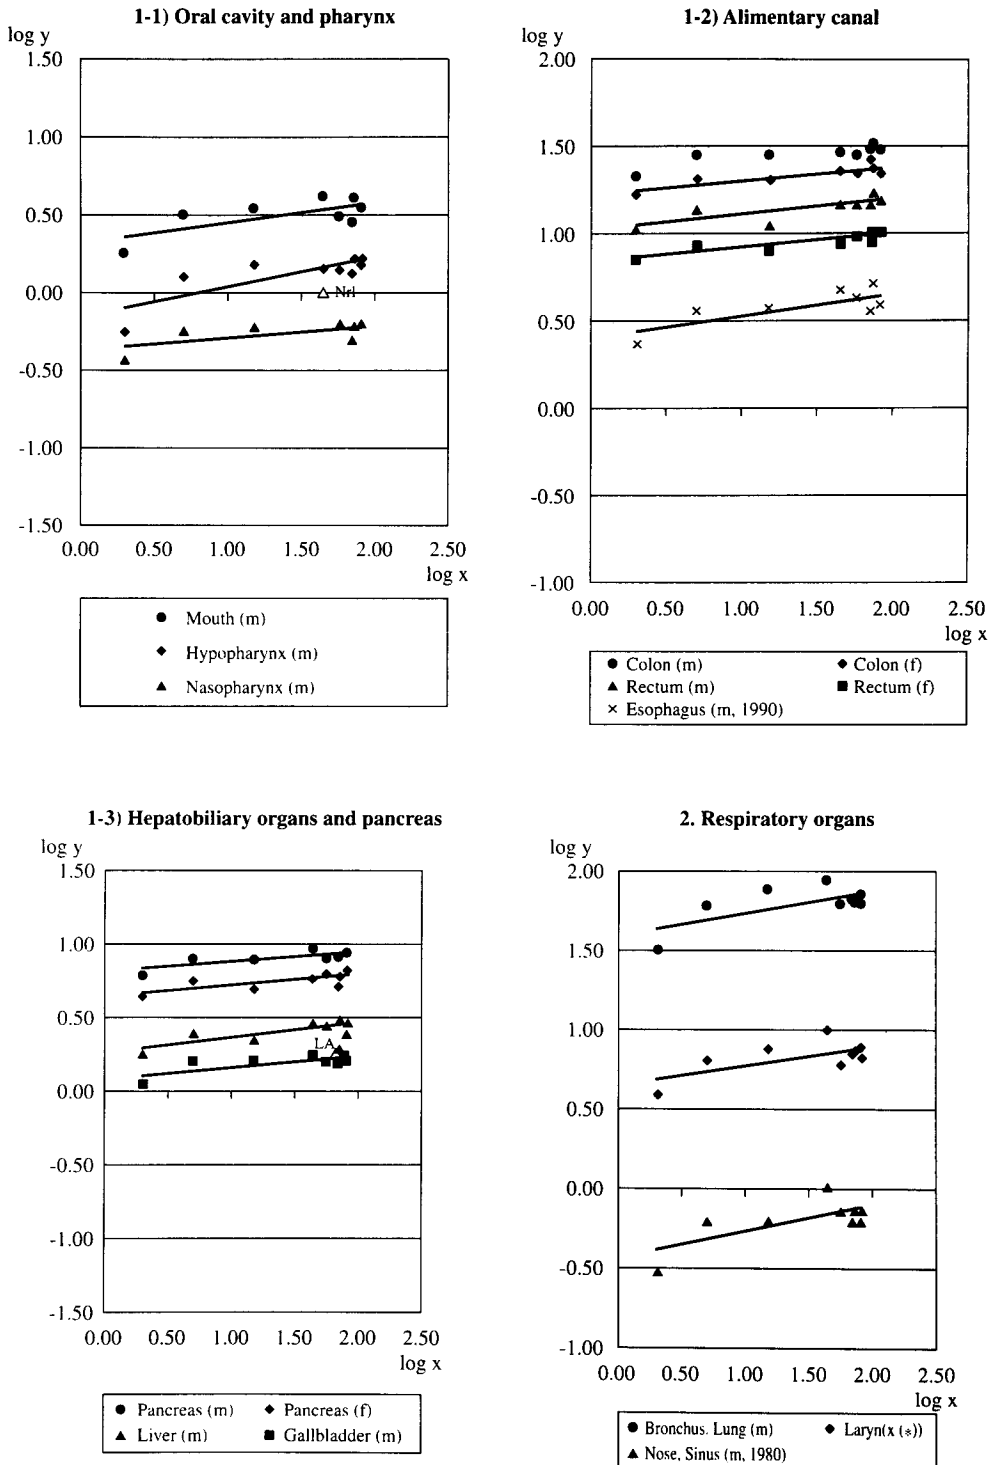 1-1) Oral cavity and pharynx
log y
1.50
1.00
0.50
0.00
-0.50
-1.00
-1.50
Nrl
0.00 0.50 1.00 1.50 2.00 2.50
log x
● Mouth (m)
◆ Hypopharynx (m)
▲ Nasopharynx (m)
1-2) Alimentary canal
log y
2.00
1.50
1.00
0.50
0.00
-0.50
-1.00
0.00 0.50 1.00 1.50 2.00 2.50
log x
● Colon (m) ◆ Colon (f)
▲ Rectum (m) ■ Rectum (f)
× Esophagus (m, 1990)
1-3) Hepatobiliary organs and pancreas
log y
1.50
1.00
0.50
0.00
-0.50
-1.00
-1.50
LA
0.00 0.50 1.00 1.50 2.00 2.50
log x
● Pancreas (m) ◆ Pancreas (f)
▲ Liver (m) ■ Gallbladder (m)
2. Respiratory organs
log y
2.00
1.50
1.00
0.50
0.00
-0.50
-1.00
0.00 0.50 1.00 1.50 2.00 2.50
log x
● Bronchus. Lung (m) ◆ Laryn(x (*))
▲ Nose, Sinus (m, 1980)